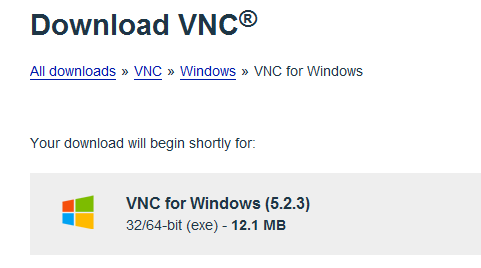 Download VNC®
All downloads » VNC » Windows » VNC for Windows
Your download will begin shortly for:
VNC for Windows (5.2.3)
32/64-bit (exe) - 12.1 MB